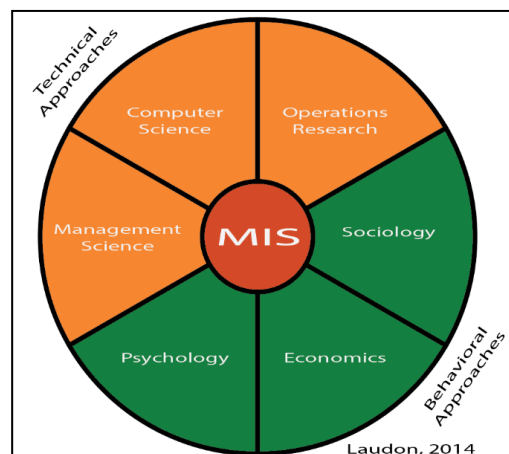 Technical
Approaches
Computer
Science
Operations
Research
Management
Science
MIS
Sociology
Psychology
Economics
Behavioral
Approaches
Laudon, 2014